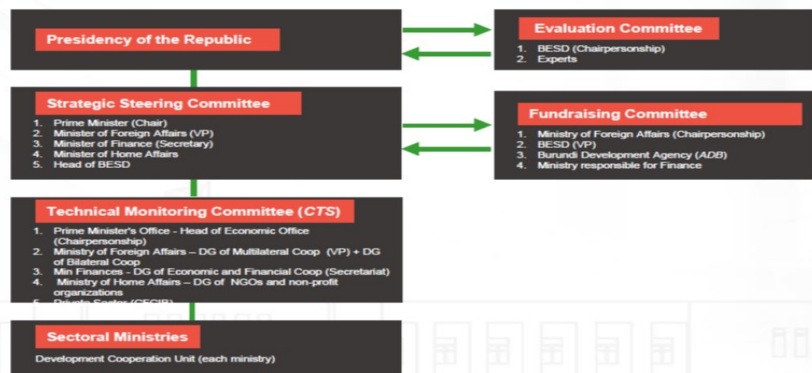 Presidency of the Republic
Evaluation Committee
1. BESD (Chairpersonship)
2. Experts
Strategic Steering Committee
1. Prime Minister (Chair)
2. Minister of Foreign Affairs (VP)
3. Minister of Finance (Secretary)
4. Minister of Home Affairs
5. Head of BESD
Fundraising Committee
1. Ministry of Foreign Affairs (Chairpersonship)
2. BESD (VP)
3. Burundi Development Agency (ADB)
4. Ministry responsible for Finance
Technical Monitoring Committee (CTS)
1. Prime Minister's Office - Head of Economic Office
(Chairpersonship)
2. Ministry of Foreign Affairs – DG of Multilateral Coop (VP) + DG
of Bilateral Coop
3. Min Finances - DG of Economic and Financial Coop (Secretariat)
4. Ministry of Home Affairs – DG of NGOs and non-profit
organizations
5. Private Sector (CFCIB)
Sectoral Ministries
Development Cooperation Unit (each ministry)